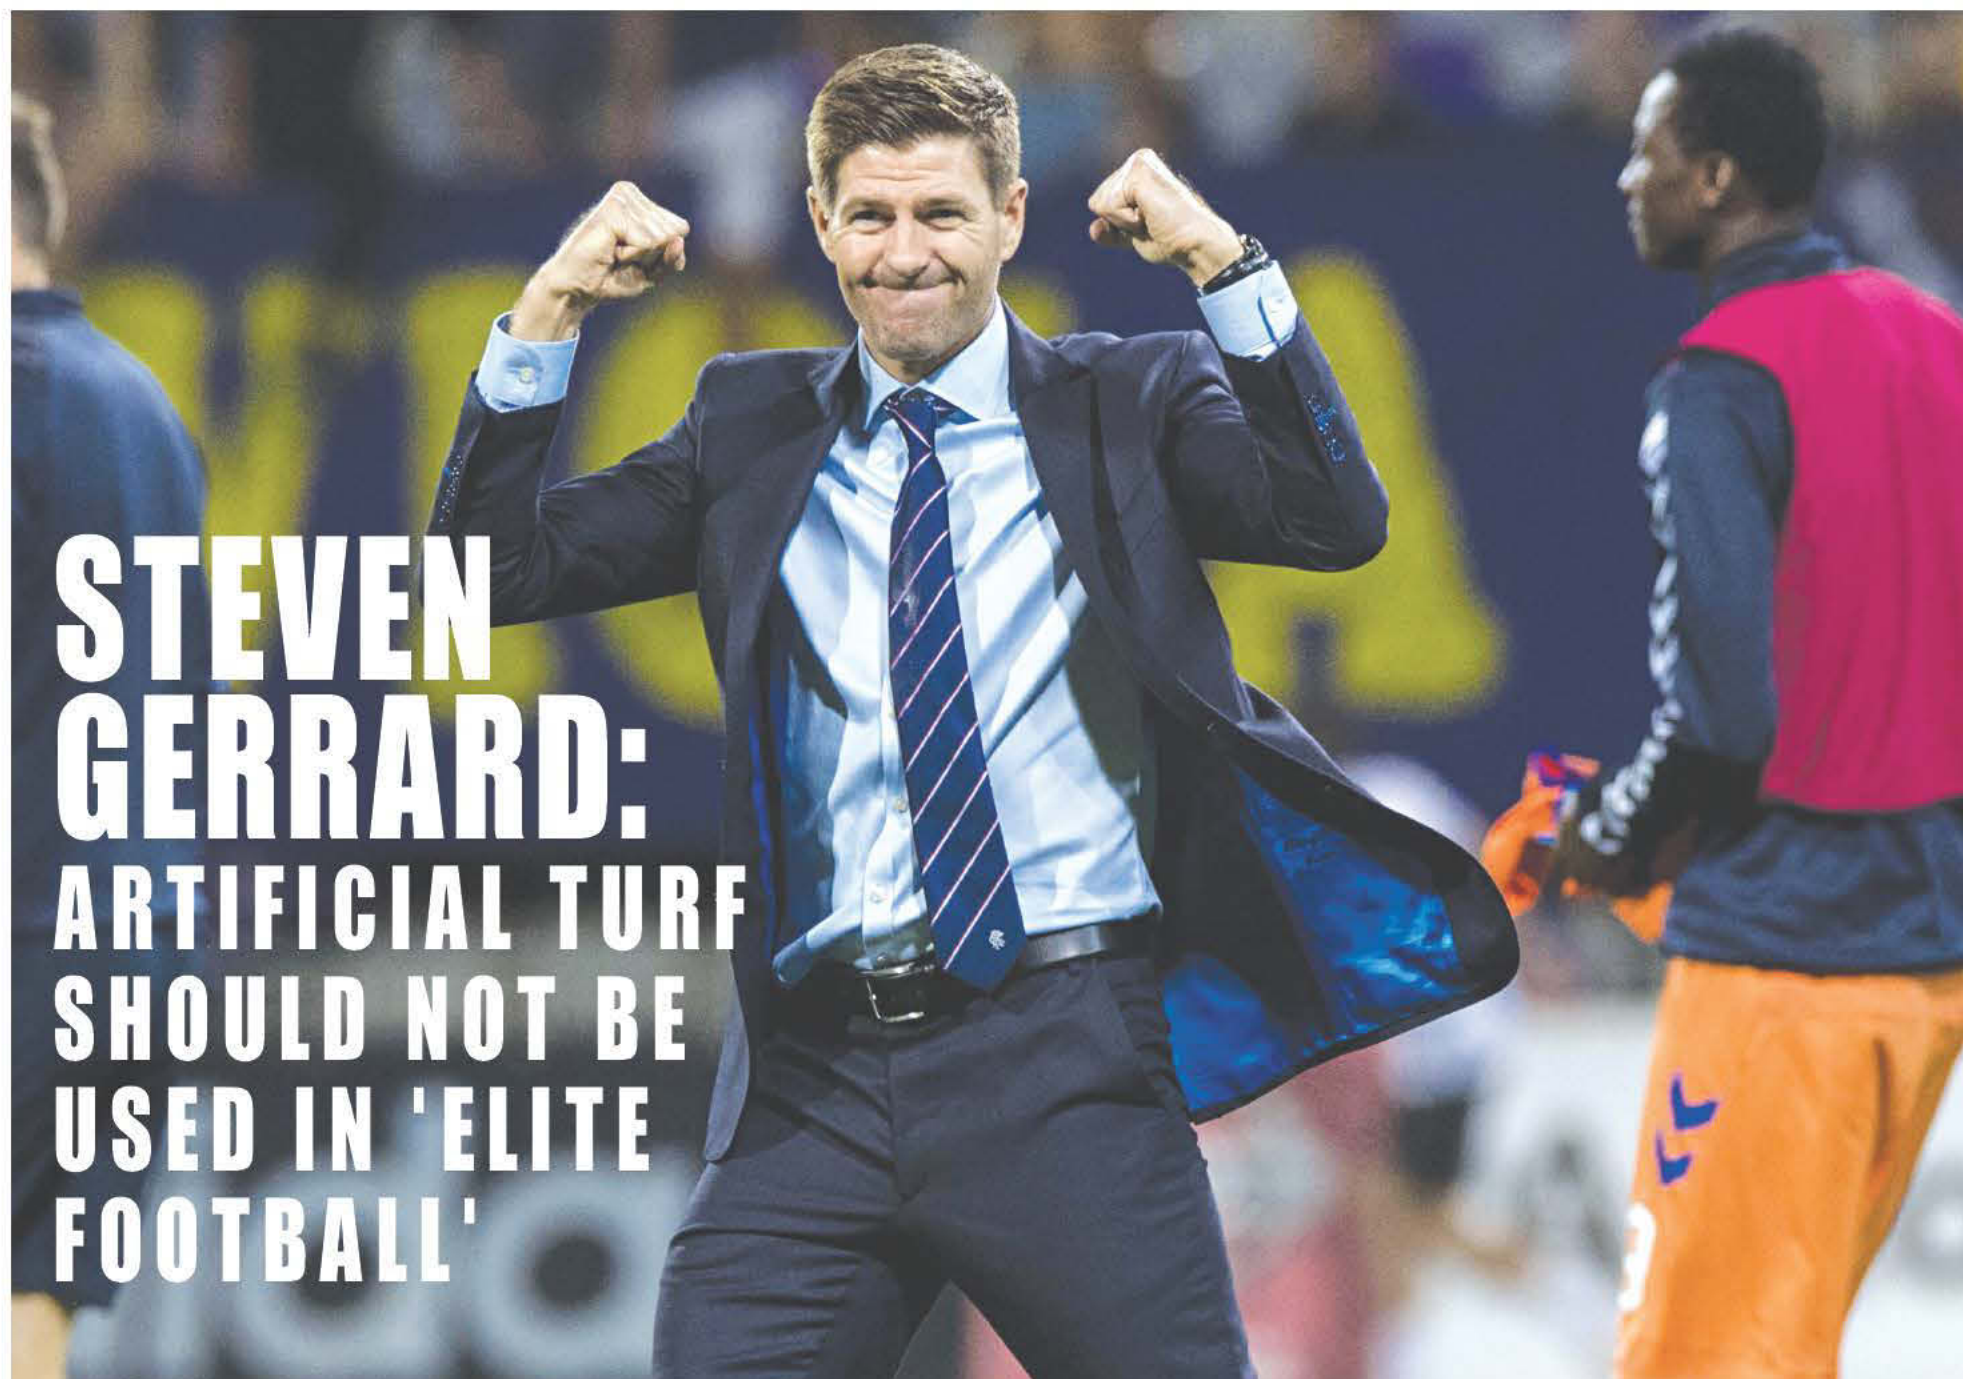 STEVEN
GERRARD:
ARTIFICIAL TURF
SHOULD NOT BE
USED IN 'ELITE
FOOTBALL'